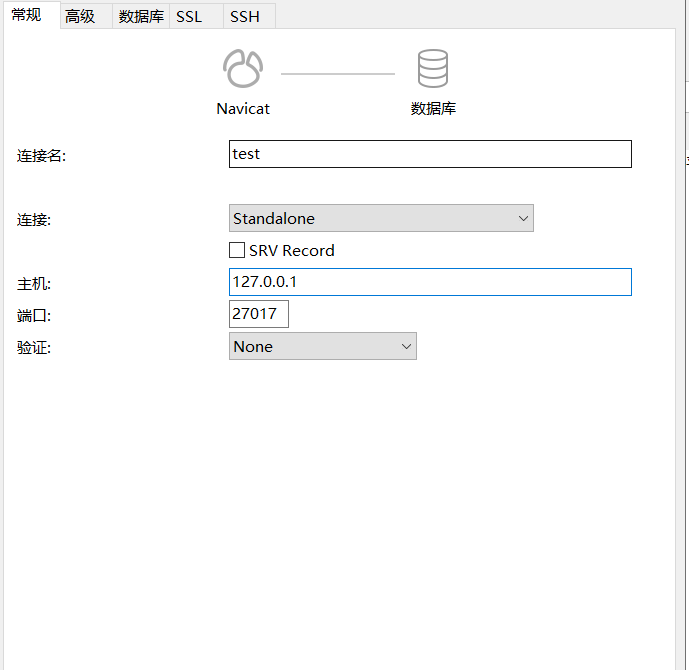 常规 高级 数据库 SSL SSH
Navicat 数据库
连接名: test
连接: Standalone
SRV Record
主机: 127.0.0.1
端口: 27017
验证: None